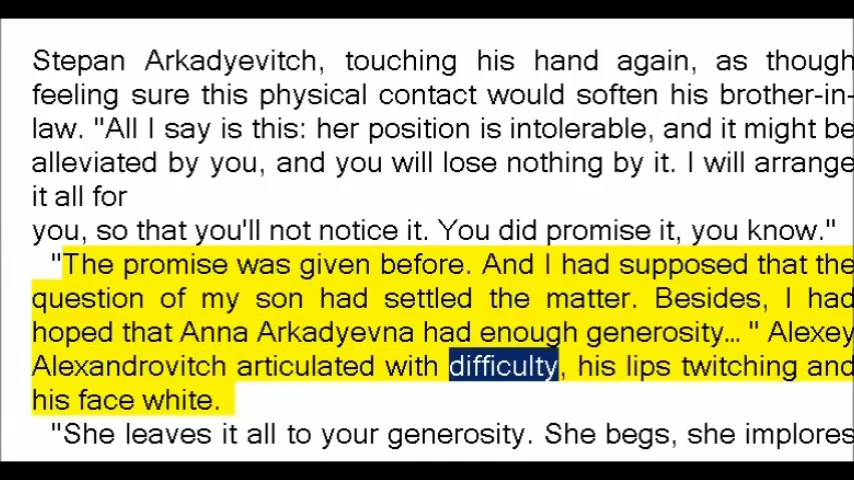 Stepan Arkadyevitch, touching his hand again, as though
feeling sure this physical contact would soften his brother-in-
law. "All I say is this: her position is intolerable, and it might be
alleviated by you, and you will lose nothing by it. I will arrange
it all for
you, so that you'll not notice it. You did promise it, you know."
"The promise was given before. And I had supposed that the
question of my son had settled the matter. Besides, I had
hoped that Anna Arkadyevna had enough generosity... " Alexey
Alexandrovitch articulated with difficulty, his lips twitching and
his face white.
"She leaves it all to your generosity. She begs, she implores